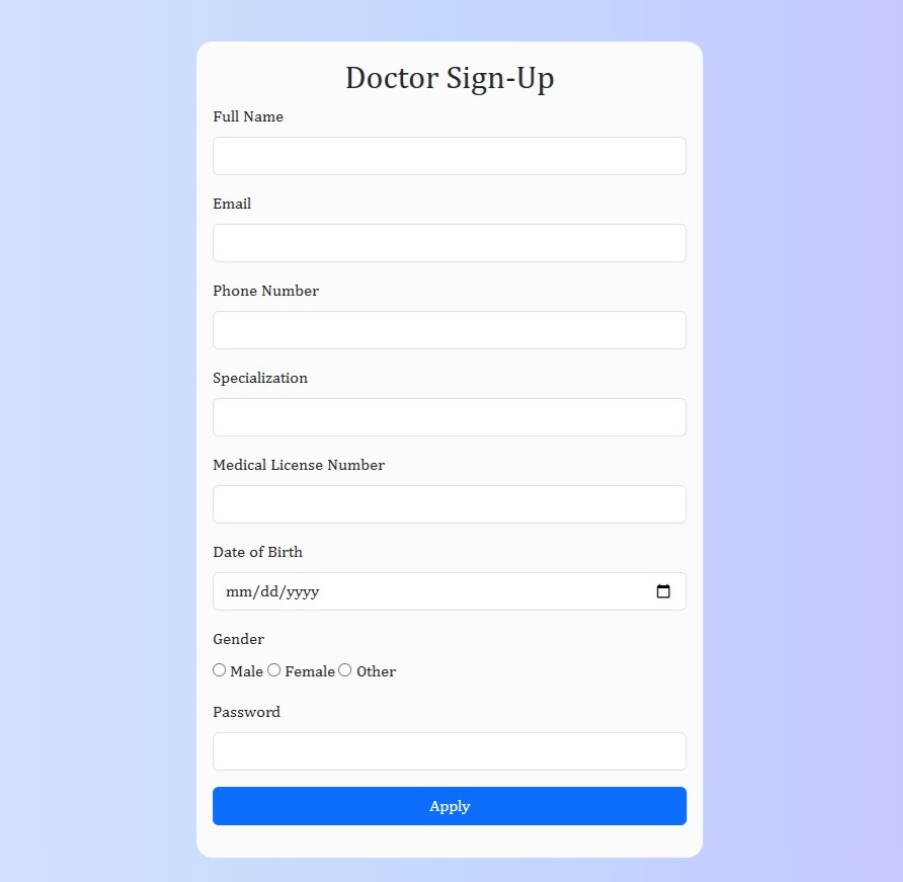 Doctor Sign-Up
Full Name
Email
Phone Number
Specialization
Medical License Number
Date of Birth
mm/dd/yyyy
Gender
Male Female Other
Password
Apply